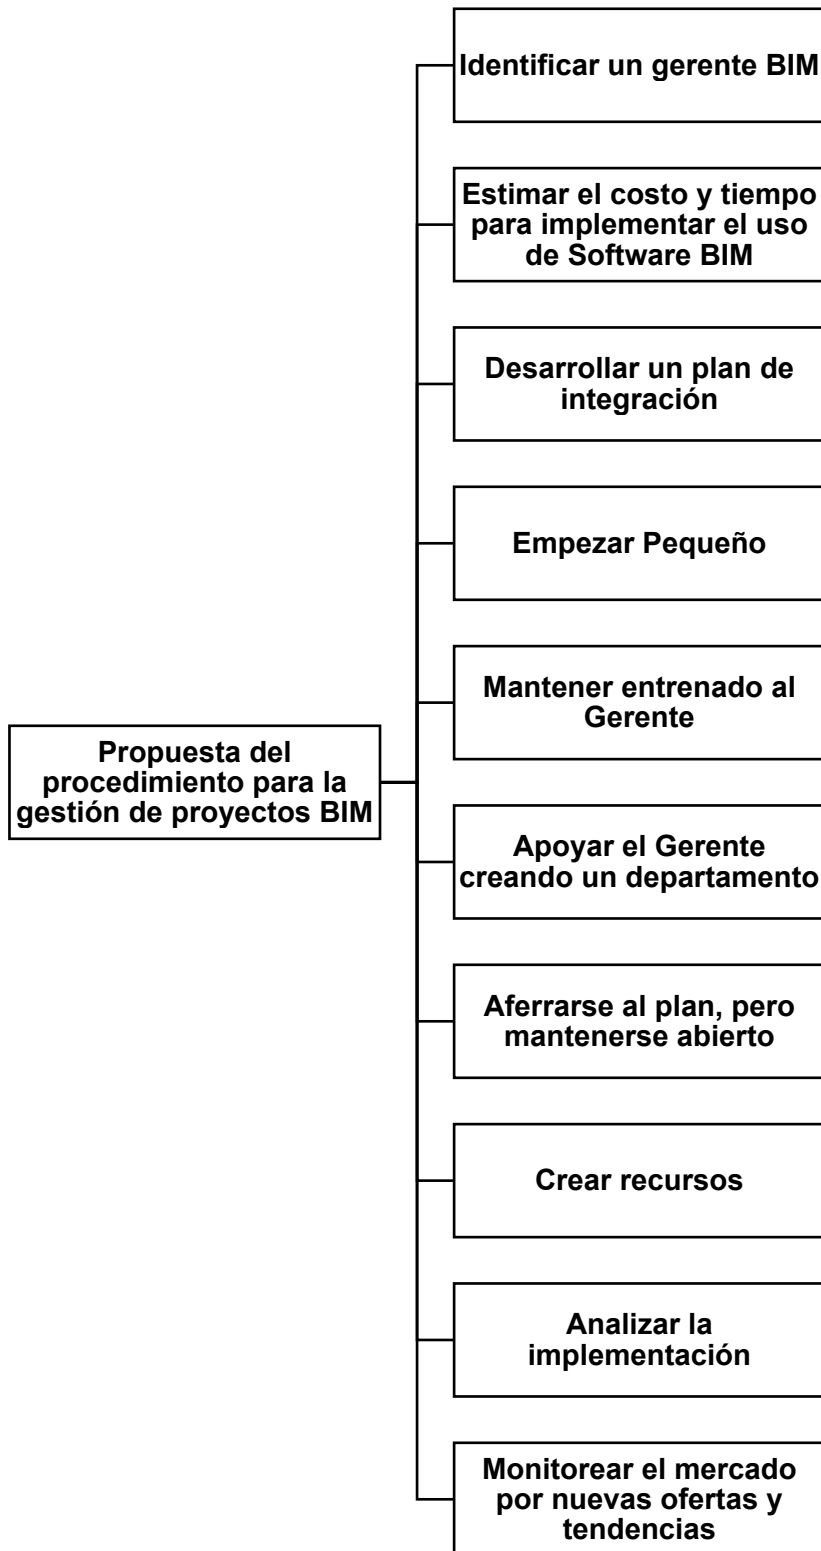 Identificar un gerente BIM
Estimar el costo y tiempo
para implementar el uso
de Software BIM
Desarrollar un plan de
integración
Empezar Pequeño
Mantener entrenado al
Gerente
Propuesta del
procedimiento para la
gestión de proyectos BIM
Apoyar el Gerente
creando un departamento
Aferrarse al plan, pero
mantenerse abierto
Crear recursos
Analizar la
implementación
Monitorear el mercado
por nuevas ofertas y
tendencias